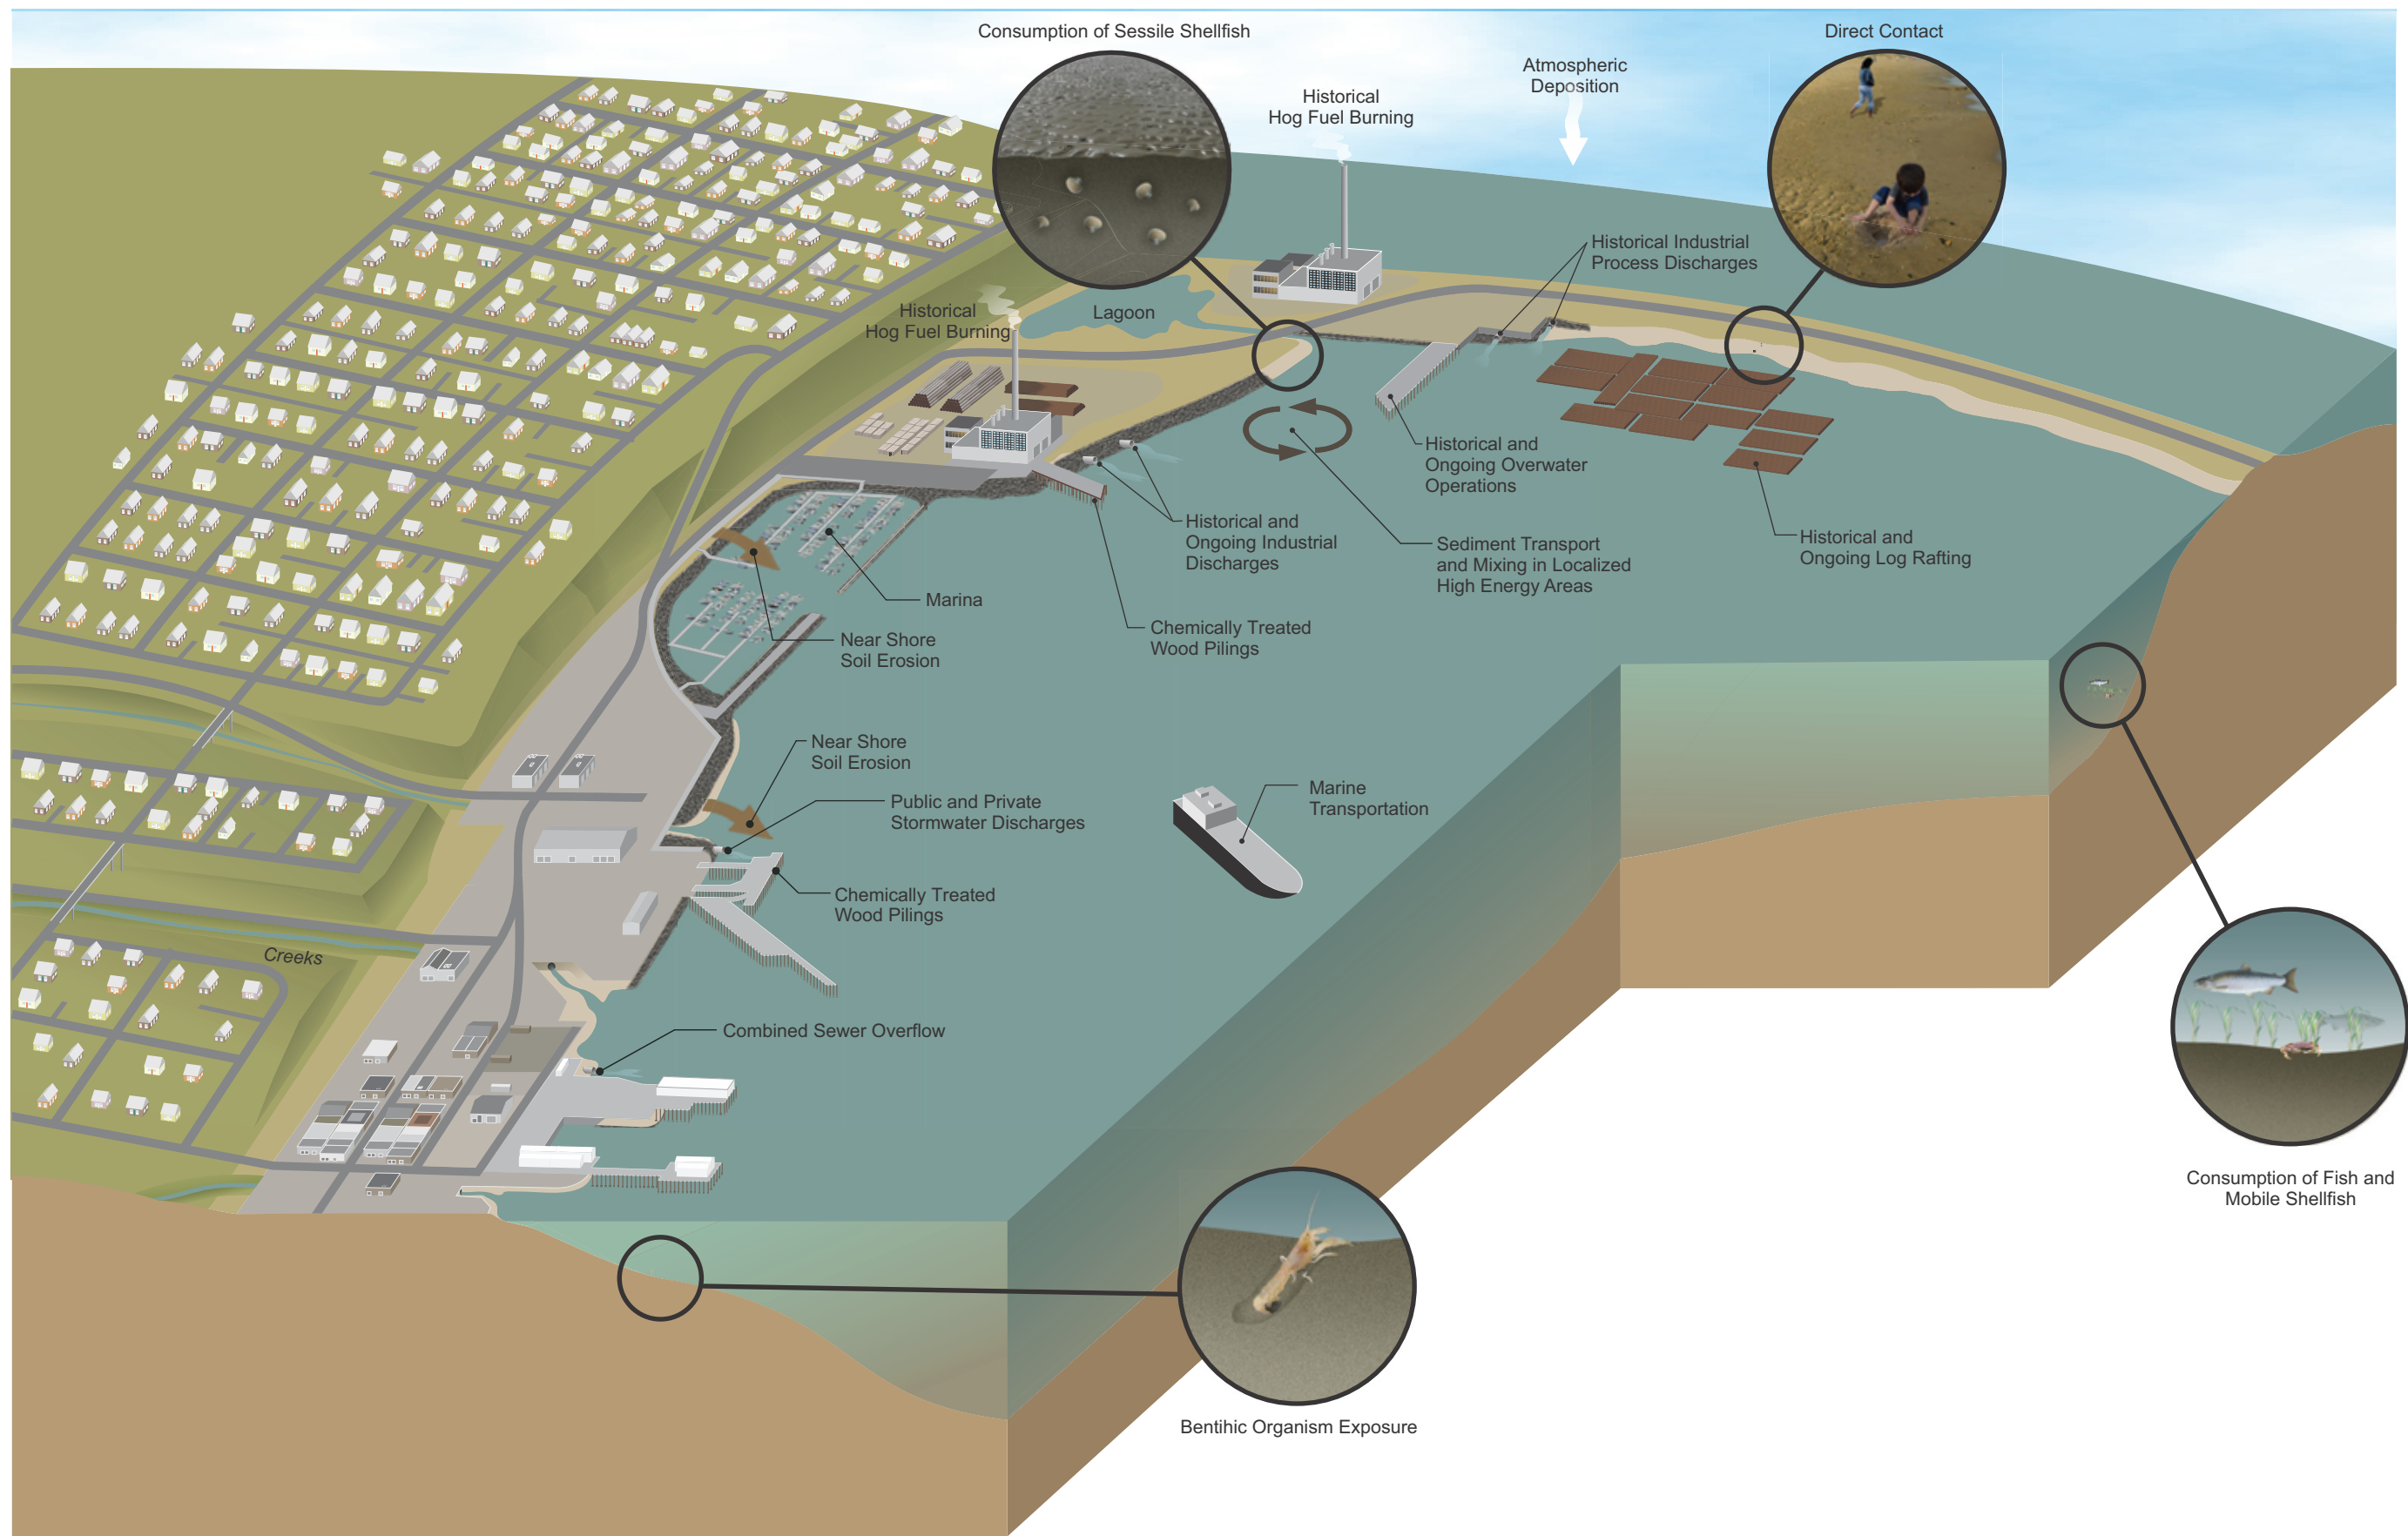 Consumption of Sessile Shellfish
Direct Contact
Atmospheric
Deposition
Historical
Hog Fuel Burning
Historical Industrial
Process Discharges
Historical
Hog Fuel Burning
Lagoon
Historical and
Ongoing Overwater
Operations
Historical and
Ongoing Industrial
Discharges
Sediment Transport
and Mixing in Localized
High Energy Areas
Historical and
Ongoing Log Rafting
Marina
Near Shore
Soil Erosion
Chemically Treated
Wood Pilings
Near Shore
Soil Erosion
Public and Private
Stormwater Discharges
Marine
Transportation
Chemically Treated
Wood Pilings
Creeks
Combined Sewer Overflow
Consumption of Fish and
Mobile Shellfish
Bentihic Organism Exposure